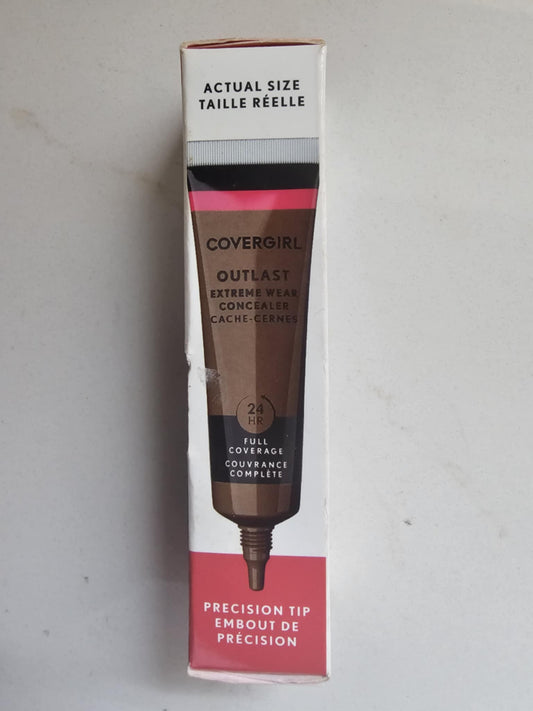 ACTUAL SIZE
TAILLE RÉELLE
COVERGIRL
OUTLAST
EXTREME WEAR
CONCEALER
CACHE-CERNES
24
HR
FULL
COVERAGE
COUVRANCE
COMPLÈTE
PRECISION TIP
EMBOUT DE
PRÉCISION